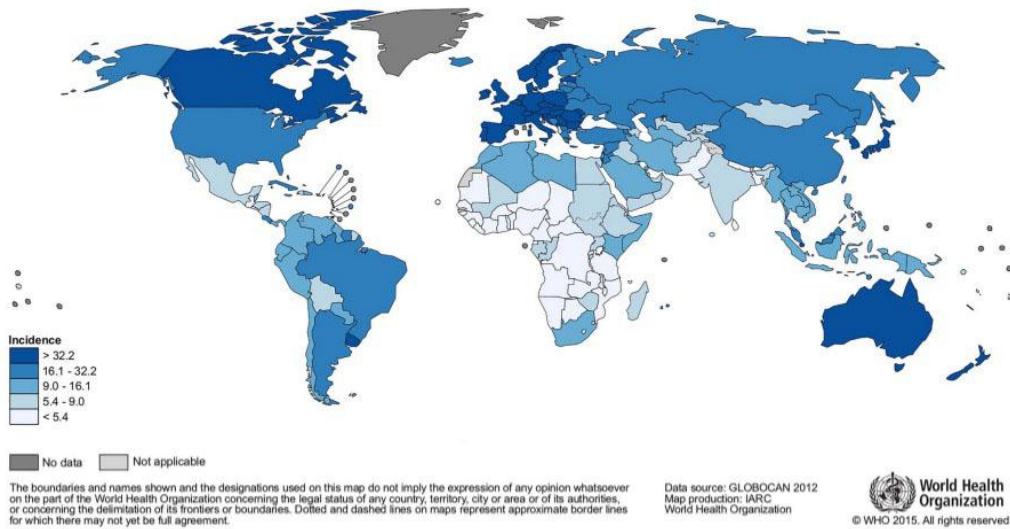 Incidence
> 32.2
16.1 - 32.2
9.0 - 16.1
5.4 - 9.0
< 5.4
No data
Not applicable
The boundaries and names shown and the designations used on this map do not imply the expression of any opinion whatsoever
on the part of the World Health Organization concerning the legal status of any country, territory, city or area or of its authorities,
or concerning the delimitation of its frontiers or boundaries. Dotted and dashed lines on maps represent approximate border lines
for which there may not yet be full agreement.
Data source: GLOBOCAN 2012
Map production: IARC
World Health Organization
World Health
Organization
© WHO 2015. All rights reserved